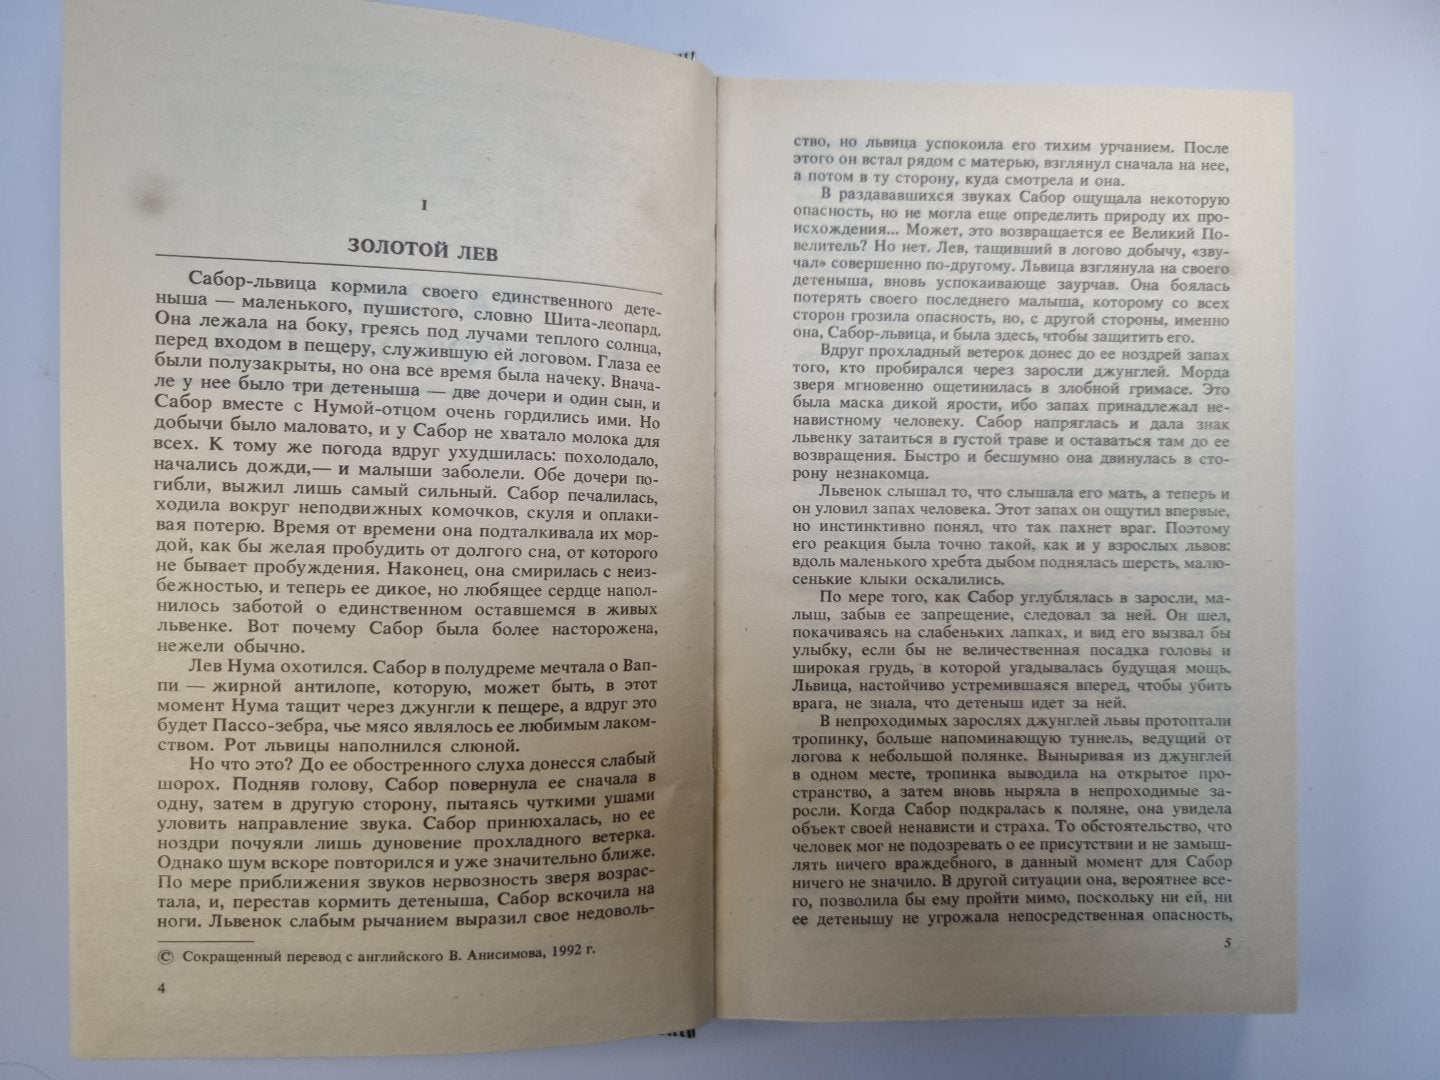 I
ЗОЛОТОЙ ЛЕВ
Сабор-львица кормила своего единственного дете-
ныша — маленького, пушистого, словно Шита-леопард.
Она лежала на боку, греясь под лучами теплого солнца,
перед входом в пещеру, служившую ей логовом. Глаза ее
были полузакрыты, но она все время была начеку. Внача-
ле у нее было три детеныша — две дочери и один сын, и
Сабор вместе с Нумой-отцом очень гордились ими. Но
добычи было маловато, и у Сабор не хватало молока для
всех. К тому же погода вдруг ухудшилась: похолодало,
начались дожди,— и малыши заболели. Обе дочери по-
гибли, выжил лишь самый сильный. Сабор печалилась,
ходила вокруг неподвижных комочков, скуля и оплаки-
вая потерю. Время от времени она подталкивала их мор-
дой, как бы желая пробудить от долгого сна, от которого
не бывает пробуждения. Наконец, она смирилась с неиз-
бежностью, и теперь ее дикое, но любящее сердце напол-
нилось заботой о единственном оставшемся в живых
львенке. Вот почему Сабор была более насторожена,
нежели обычно.
Лев Нума охотился. Сабор в полудреме мечтала о Вап-
пи — жирной антилопе, которую, может быть, в этот
момент Нума тащит через джунгли к пещере, а вдруг это
будет Пассо-зебра, чье мясо являлось ее любимым лаком-
ством. Рот львицы наполнился слюной.
Но что это? До ее обостренного слуха донесся слабый
шорох. Подняв голову, Сабор повернула ее сначала в
одну, затем в другую сторону, пытаясь чуткими ушами
уловить направление звука. Сабор принюхалась, но ее
ноздри почуяли лишь дуновение прохладного ветерка.
Однако шум вскоре повторился и уже значительно ближе.
По мере приближения звуков нервозность зверя возрас-
тала, и, перестав кормить детеныша, Сабор вскочила на
ноги. Львенок слабым рычанием выразил свое недоволь-
© Сокращенный перевод с английского В. Анисимова, 1992 г.
4
ство, но львица успокоила его тихим урчанием. После
этого он встал рядом с матерью, взглянул сначала на нее,
а потом в ту сторону, куда смотрела и она.
В раздававшихся звуках Сабор ощущала некоторую
опасность, но не могла еще определить природу их про-
исхождения... Может, это возвращается ее Великий По-
велитель? Но нет. Лев, тащивший в логово добычу, «зву-
чал» совершенно по-другому. Львица взглянула на своего
детеныша, вновь успокаивающе заурчав. Она боялась
потерять своего последнего малыша, которому со всех
сторон грозила опасность, но, с другой стороны, именно
она, Сабор-львица, и была здесь, чтобы защитить его.
Вдруг прохладный ветерок донес до ее ноздрей запах
того, кто пробирался через заросли джунглей. Морда
зверя мгновенно ощетинилась в злобной гримасе. Это
была маска дикой ярости, ибо запах принадлежал не-
навистному человеку. Сабор напряглась и дала знак
львенку затаиться в густой траве и оставаться там до ее
возвращения. Быстро и бесшумно она двинулась в сто-
рону незнакомца.
Львенок слышал то, что слышала его мать, а теперь и
он уловил запах человека. Этот запах он ощутил впервые,
но инстинктивно понял, что так пахнет враг. Поэтому
его реакция была точно такой, как и у взрослых львов:
вдоль маленького хребта дыбом поднялась шерсть, малю-
сенькие клыки оскалились.
По мере того, как Сабор углублялась в заросли, ма-
лыш, забыв ее запрещение, следовал за ней. Он шел,
покачиваясь на слабеньких лапках, и вид его вызвал бы
улыбку, если бы не величественная посадка головы и
широкая грудь, в которой угадывалась будущая мощь.
Львица, настойчиво устремившаяся вперед, чтобы убить
врага, не знала, что детеныш идет за ней.
В непроходимых зарослях джунглей львы протоптали
тропинку, больше напоминающую туннель, ведущий от
логова к небольшой полянке. Выныривая из джунглей
в одном месте, тропинка выводила на открытое про-
странство, а затем вновь ныряла в непроходимые за-
росли. Когда Сабор подкралась к поляне, она увидела
объект своей ненависти и страха. То обстоятельство, что
человек мог не подозревать о ее присутствии и не замыш-
лять ничего враждебного, в данный момент для Сабор
ничего не значило. В другой ситуации она, вероятнее все-
го, позволила бы ему пройти мимо, поскольку ни ей, ни
ее детенышу не угрожала непосредственная опасность,
5